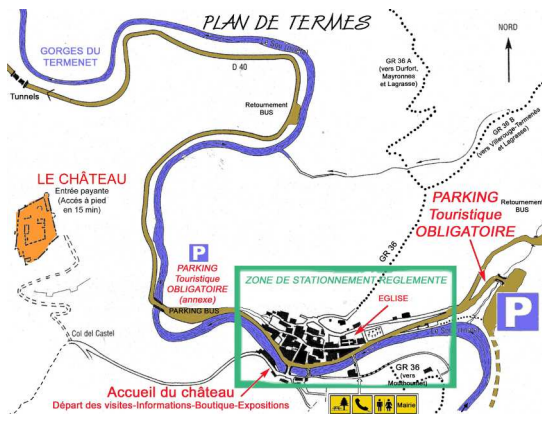 PLAN DE TERMES
NORD
GORGES DU
TERMENET
D 40
Tunnels
Retournement
BUS
GR 36 A
(vers Durfort,
Mayronnes
et Lagrasse)
GR 36 B
(vers Villerouge-Termenès
et Lagrasse)
LE CHÂTEAU
Entrée payante
(Accés à pied
en 15 min)
PARKING
Touristique
OBLIGATOIRE
Retournement
BUS
GR 36
P
PARKING
Touristique
OBLIGATOIRE
(annexe)
PARKING BUS
ZONE DE STATIONNEMENT REGLEMENTE
EGLISE
P
Col del Castel
GR 36
(vers
Mouthoumet)
Accueil du château
Départ des visites-Informations-Boutique-Expositions
Mairie